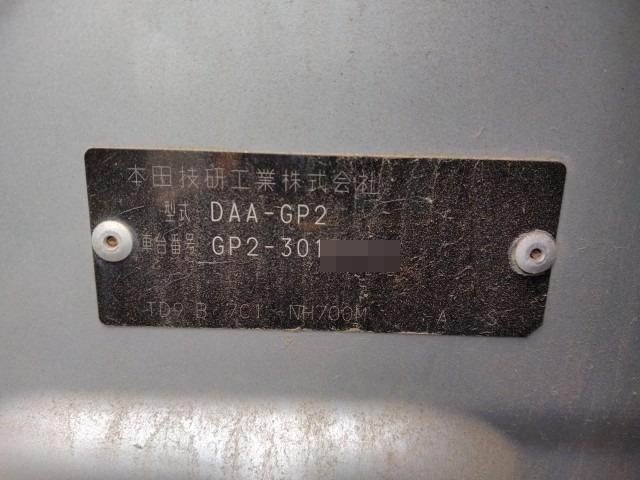 本田技研工業株式会社
型式 DAA-GP2
車台番号 GP2-301
TD9 B 7C1 -NH700M A S